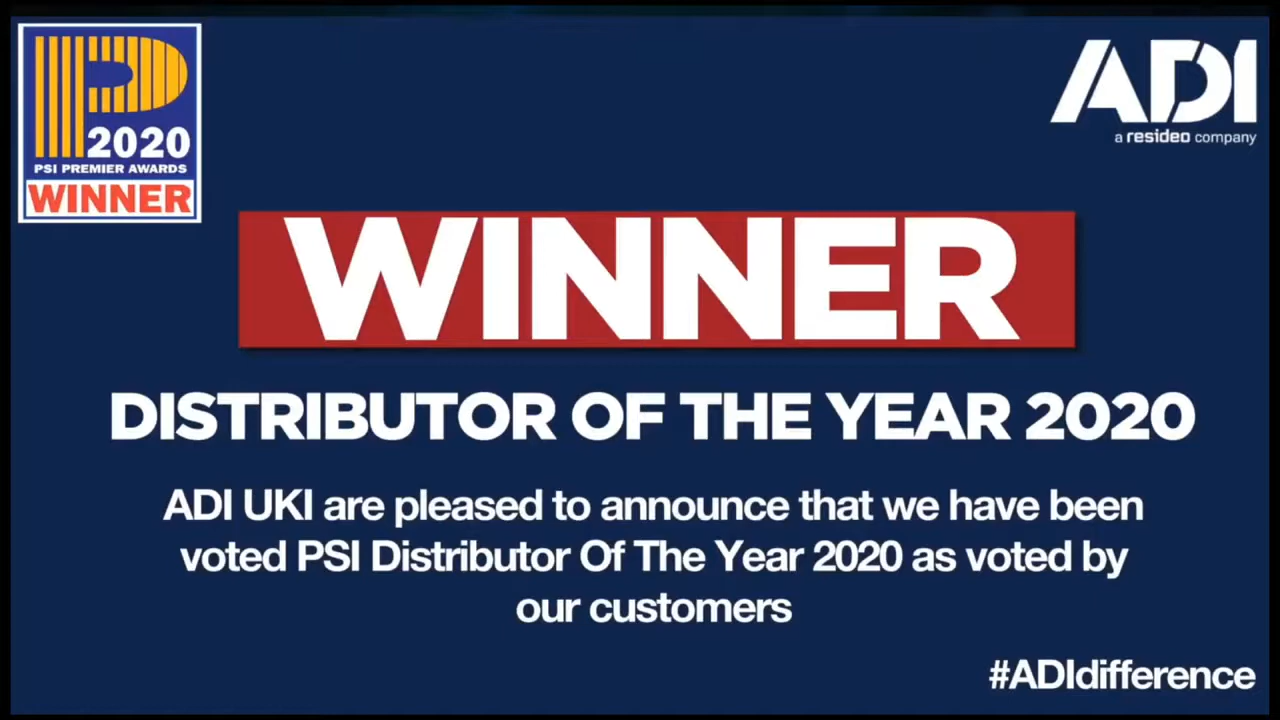 2020
PSI PREMIER AWARDS
WINNER
ADI
a resideo company
WINNER
DISTRIBUTOR OF THE YEAR 2020
ADI UKI are pleased to announce that we have been
voted PSI Distributor Of The Year 2020 as voted by
our customers
#ADIdifference